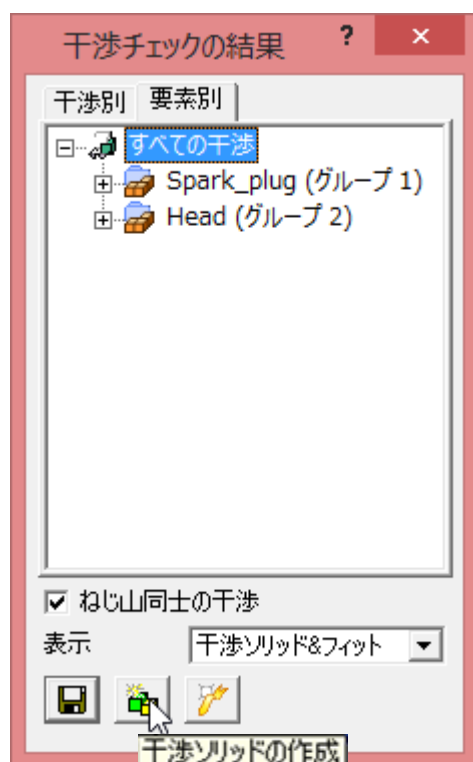 干渉チェックの結果 ? ×
干渉別 要素別
すべての干渉
Spark_plug (グループ 1)
Head (グループ 2)
ねじ山同士の干渉
表示 干渉ソリッド&フィット
干渉ソリッドの作成